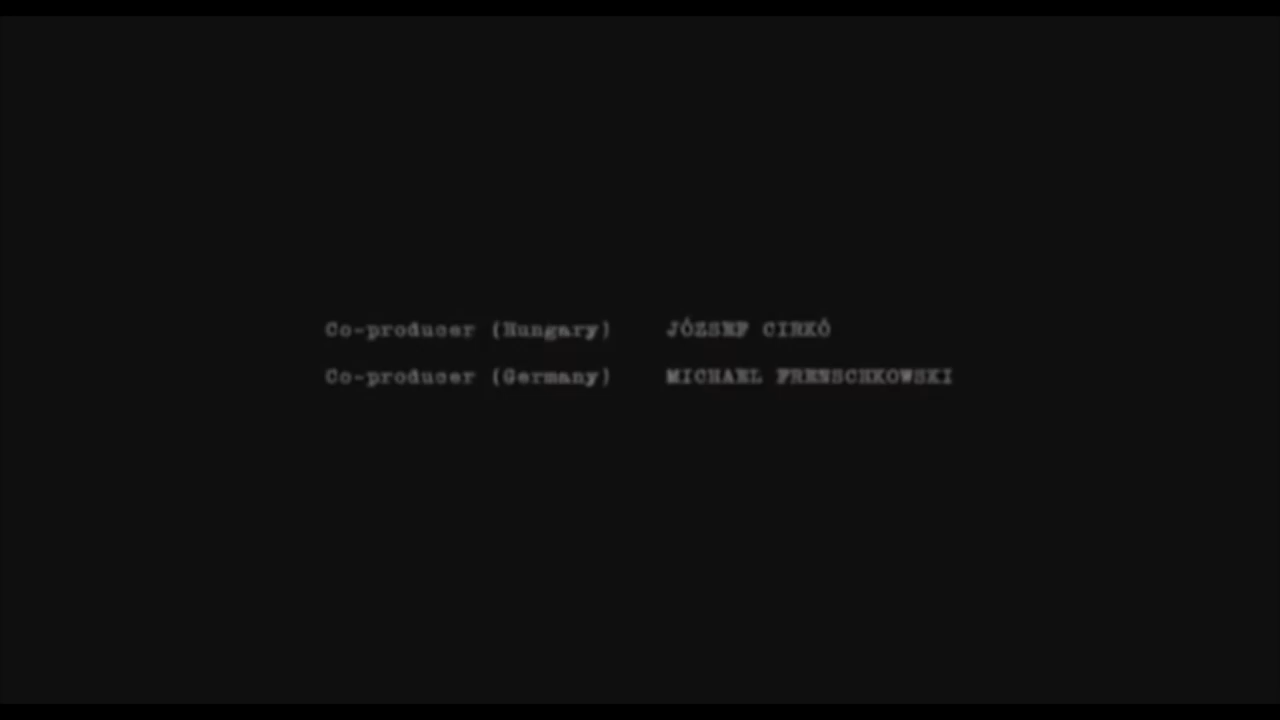 Co-producer (Hungary) JÓZSEF CIRKÓ
Co-producer (Germany) MICHAEL FRENSCHKOWSKI